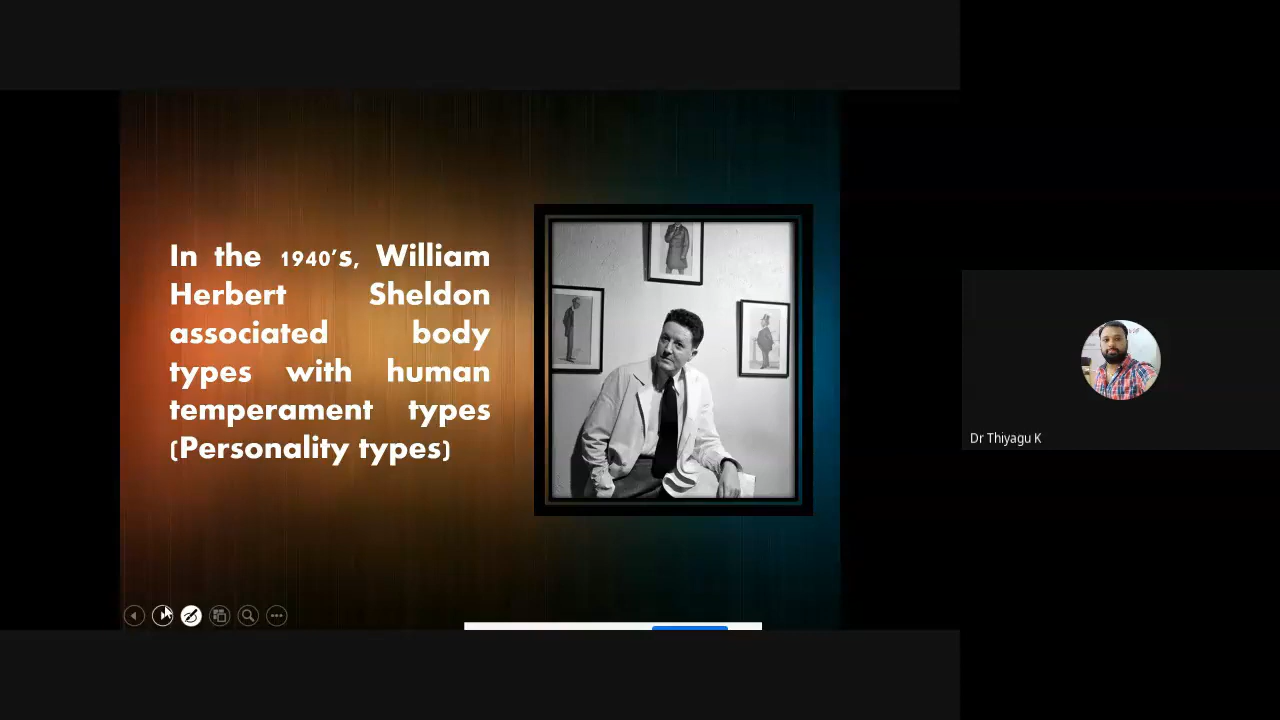 In the 1940's, William
Herbert Sheldon
associated body
types with human
temperament types
(Personality types)
Dr Thiyagu K